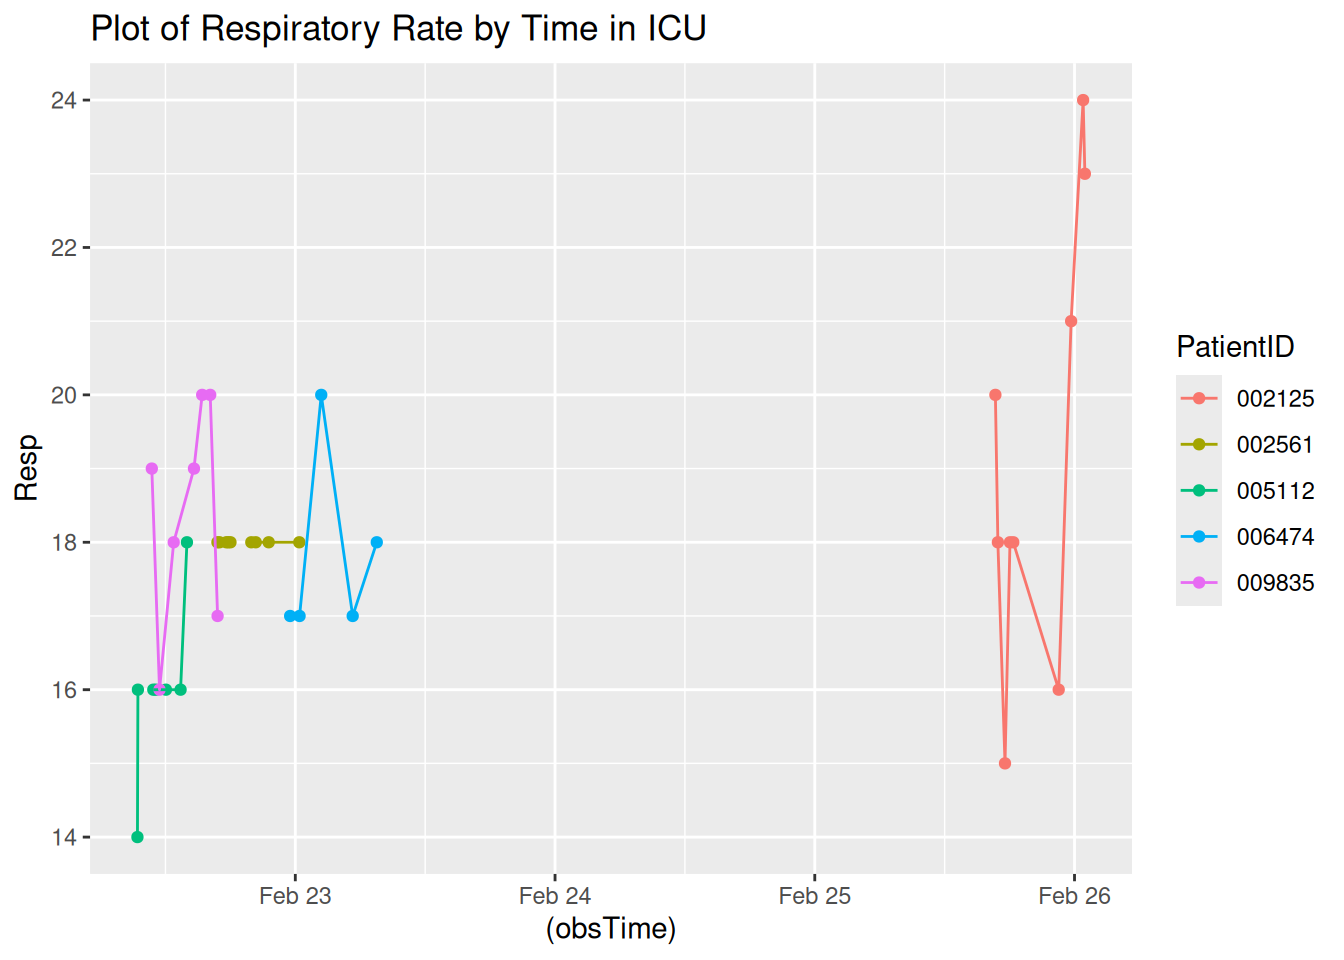 Plot of Respiratory Rate by Time in ICU
24
22
20
18
16
14
Resp
Feb 23
Feb 24
Feb 25
Feb 26
(obsTime)
PatientID
002125
002561
005112
006474
009835